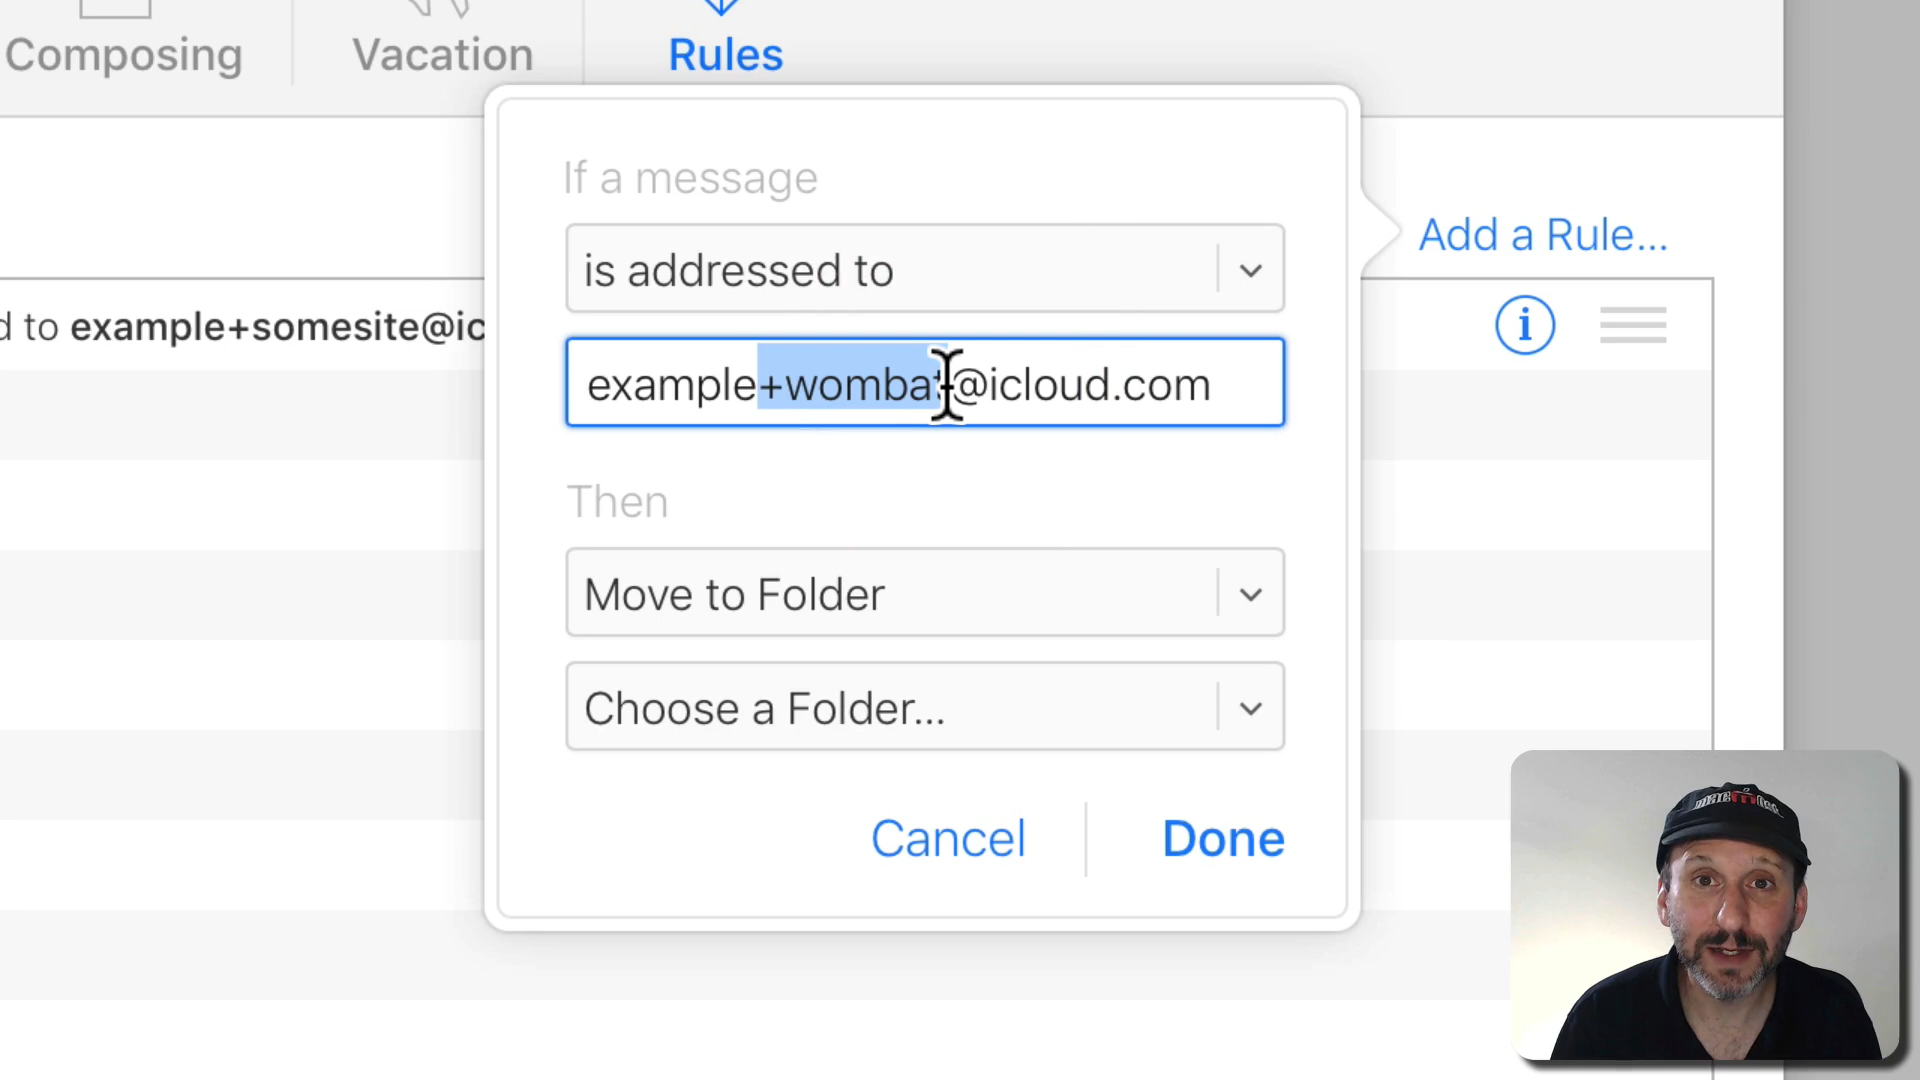 Composing
Vacation
Rules
If a message
is addressed to
Add a Rule...
d to example+somesite@ic
example+wombat@icloud.com
Then
Move to Folder
Choose a Folder...
Cancel
Done